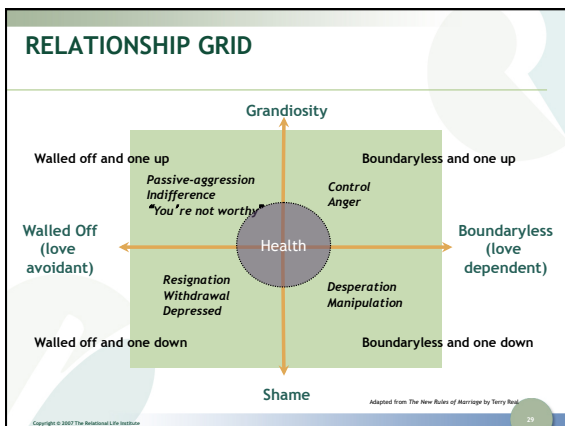 RELATIONSHIP GRID
Grandiosity
Walled off and one up
Boundaryless and one up
Passive-aggression
Indifference
“You’re not worthy”
Control
Anger
Walled Off
(love
avoidant)
Health
Boundaryless
(love
dependent)
Resignation
Withdrawal
Depressed
Desperation
Manipulation
Walled off and one down
Boundaryless and one down
Shame
Adapted from The New Rules of Marriage by Terry Real
Copyright © 2007 The Relational Life Institute
29